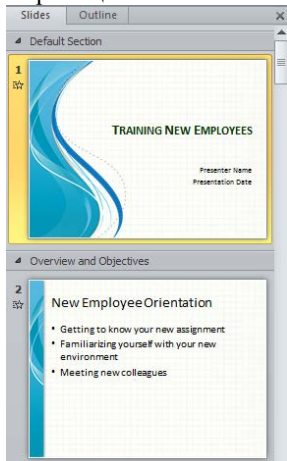 Slides Outline
Default Section
1
TRAINING NEW EMPLOYEES
Presenter Name
Presentation Date
Overview and Objectives
2
New Employee Orientation
• Getting to know your new assignment
• Familiarizing yourself with your new
environment
• Meeting new colleagues